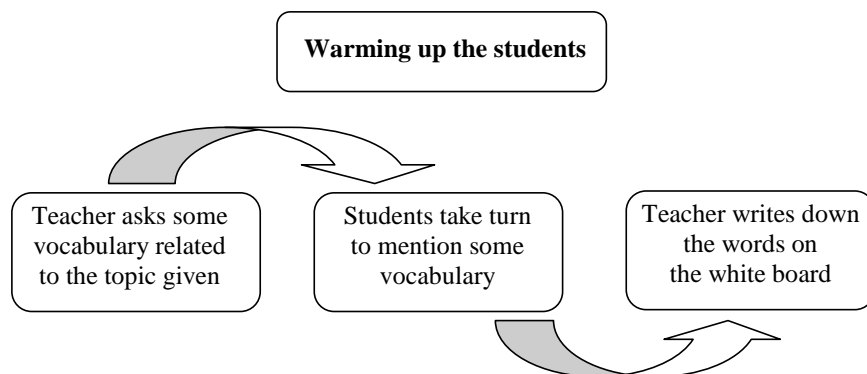 Warming up the students
Teacher asks some
vocabulary related
to the topic given
Students take turn
to mention some
vocabulary
Teacher writes down
the words on
the white board